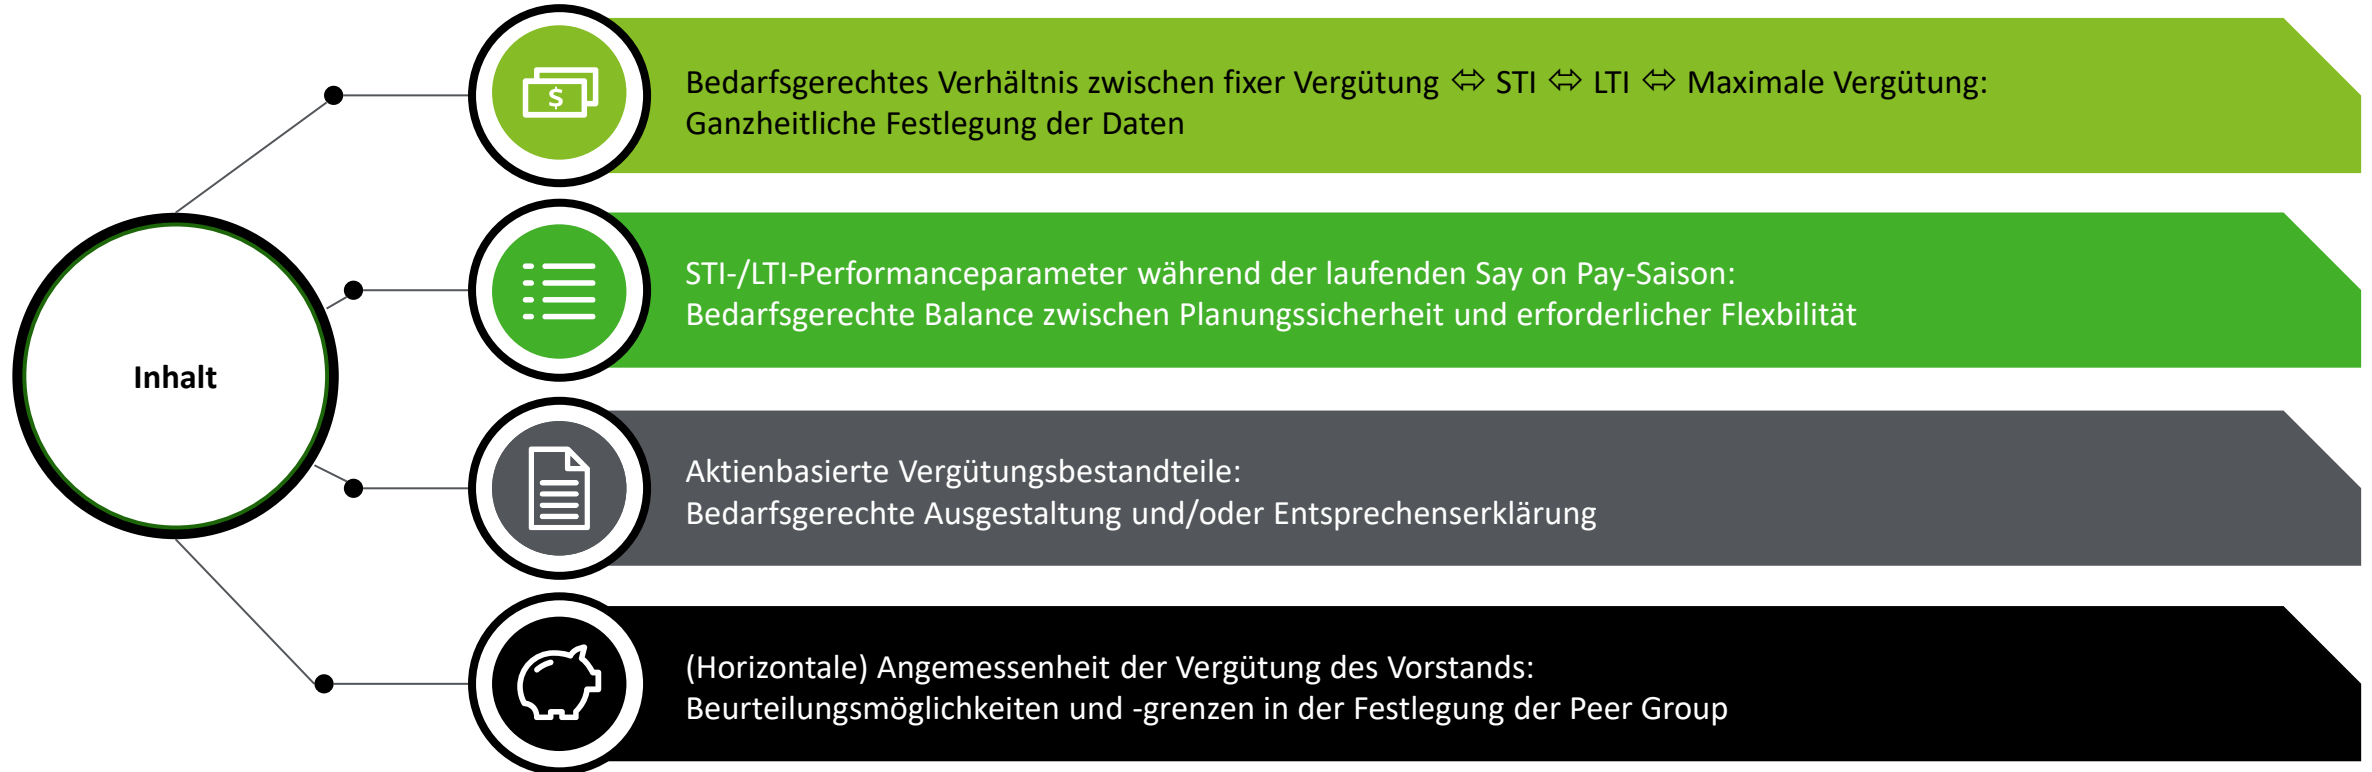 Bedarfsgerechtes Verhältnis zwischen fixer Vergütung ⬄ STI ⬄ LTI ⬄ Maximale Vergütung:
Ganzheitliche Festlegung der Daten
STI-/LTI-Performanceparameter während der laufenden Say on Pay-Saison:
Bedarfsgerechte Balance zwischen Planungssicherheit und erforderlicher Flexbilität
Inhalt
Aktienbasierte Vergütungsbestandteile:
Bedarfsgerechte Ausgestaltung und/oder Entsprechenserklärung
(Horizontale) Angemessenheit der Vergütung des Vorstands:
Beurteilungsmöglichkeiten und -grenzen in der Festlegung der Peer Group